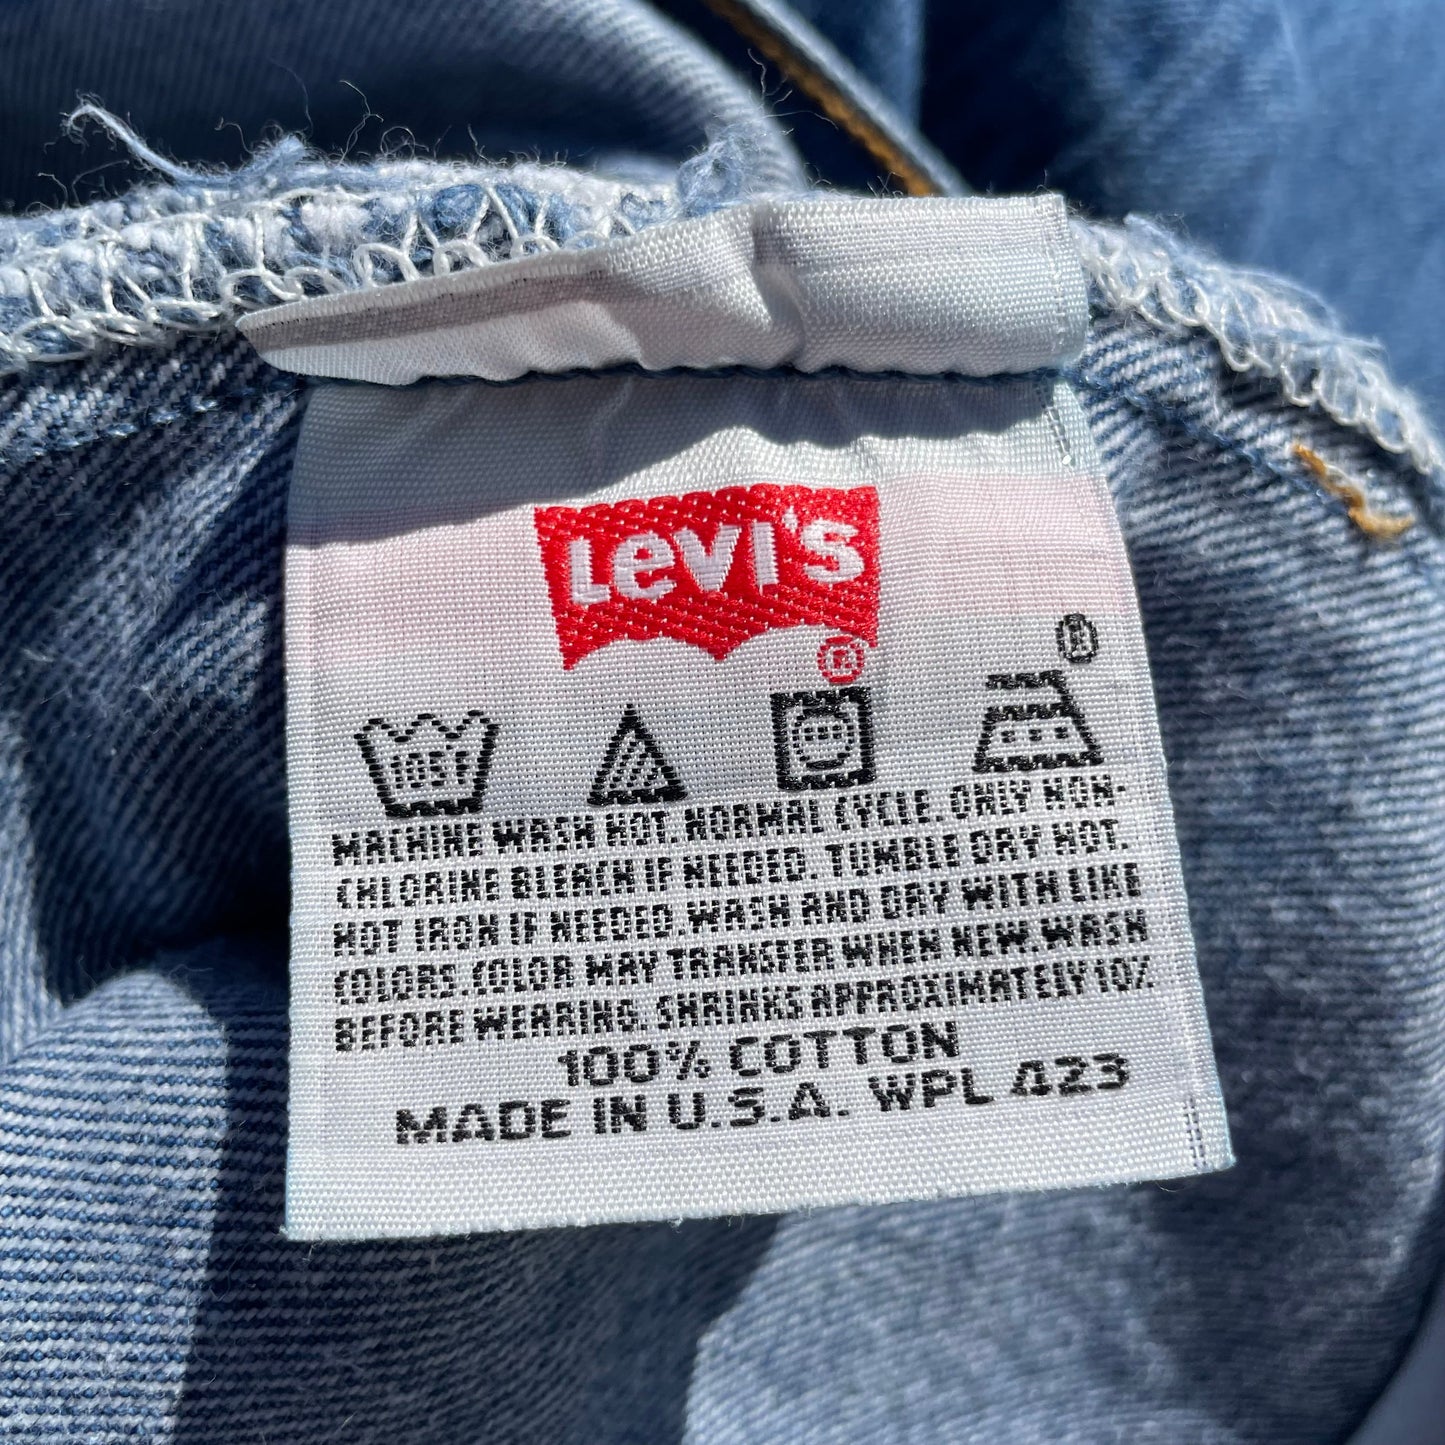 Levi's
®
®
105F
MACHINE WASH HOT. NORMAL CYCLE. ONLY NON-
CHLORINE BLEACH IF NEEDED. TUMBLE DRY HOT.
HOT IRON IF NEEDED. WASH AND DRY WITH LIKE
COLORS. COLOR MAY TRANSFER WHEN NEW. WASH
BEFORE WEARING. SHRINKS APPROXIMATELY 10%
100% COTTON
MADE IN U.S.A. WPL 423